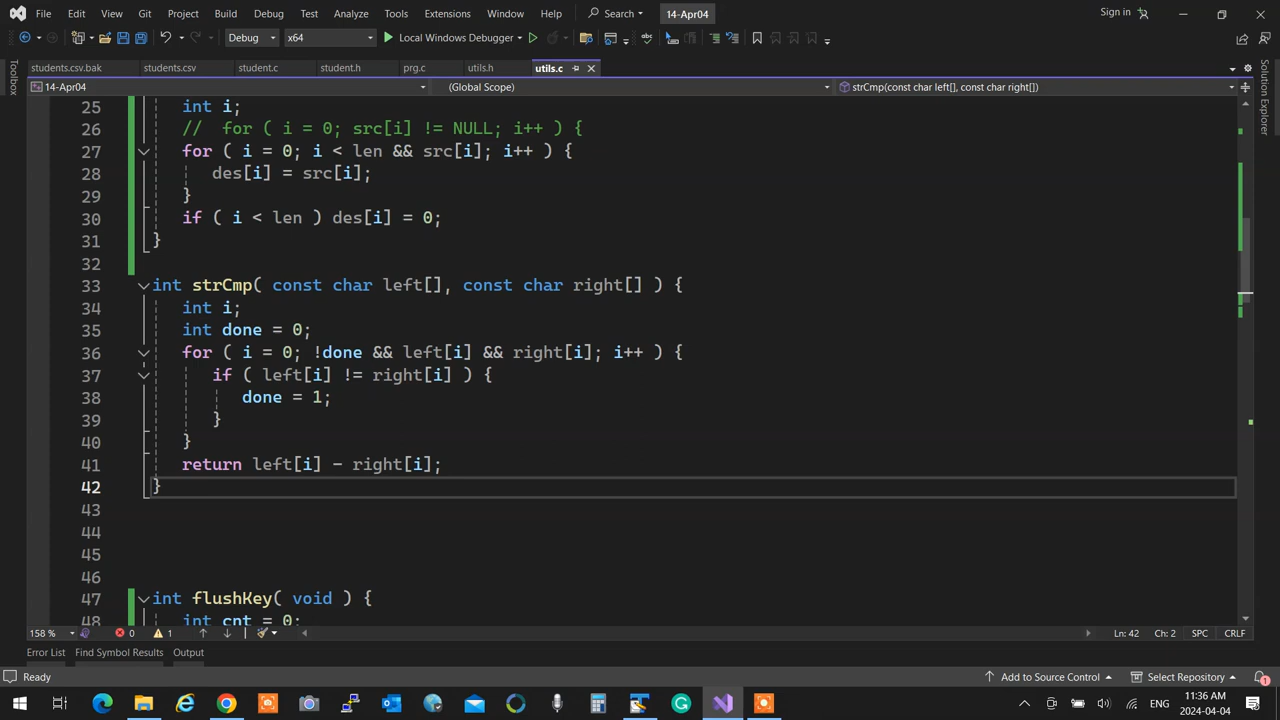 File Edit View Git Project Build Debug Test Analyze Tools Extensions Window Help Search 14-Apr04 Sign in
Debug x64 Local Windows Debugger
students.csv.bak students.csv student.c student.h prg.c utils.h utils.c
14-Apr04 (Global Scope) strCmp(const char left[], const char right[])
Toolbox
Solution Explorer
25 int i;
26 // for ( i = 0; src[i] != NULL; i++ ) {
27 for ( i = 0; i < len && src[i]; i++ ) {
28 des[i] = src[i];
29 }
30 if ( i < len ) des[i] = 0;
31 }
32
33 int strCmp( const char left[], const char right[] ) {
34 int i;
35 int done = 0;
36 for ( i = 0; !done && left[i] && right[i]; i++ ) {
37 if ( left[i] != right[i] ) {
38 done = 1;
39 }
40 }
41 return left[i] - right[i];
42 }
43
44
45
46
47 int flushKey( void ) {
48 int cnt = 0;
158 % 0 1 Ln: 42 Ch: 2 SPC CRLF
Error List Find Symbol Results Output
Ready Add to Source Control Select Repository 1
ENG 11:36 AM
2024-04-04